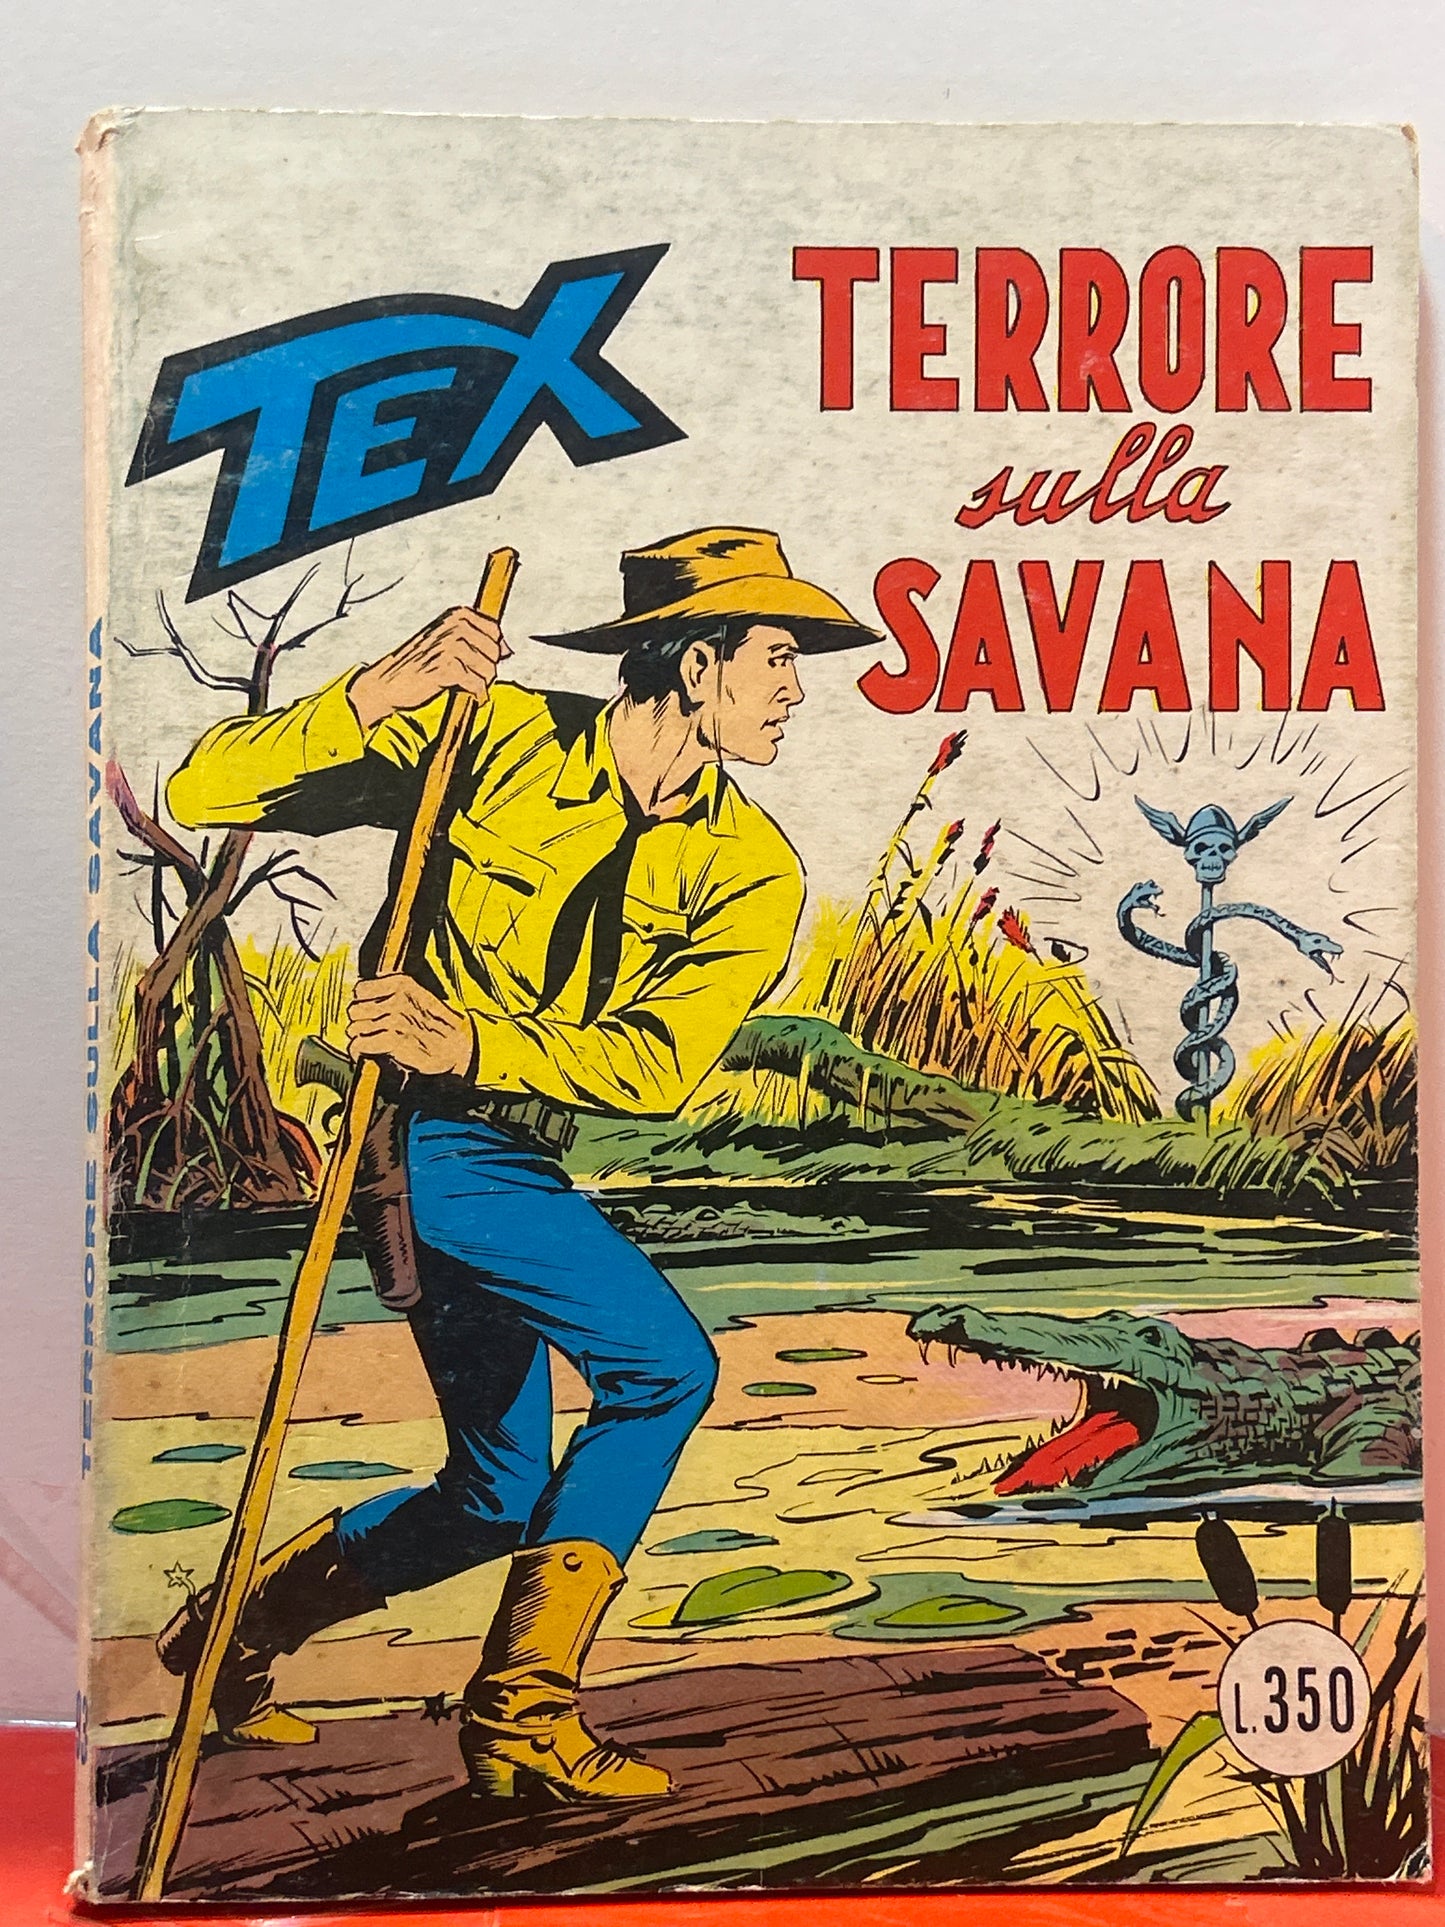 TEX
TERRORE
sulla
SAVANA
TERRORE SULLA SAVANA
L.350